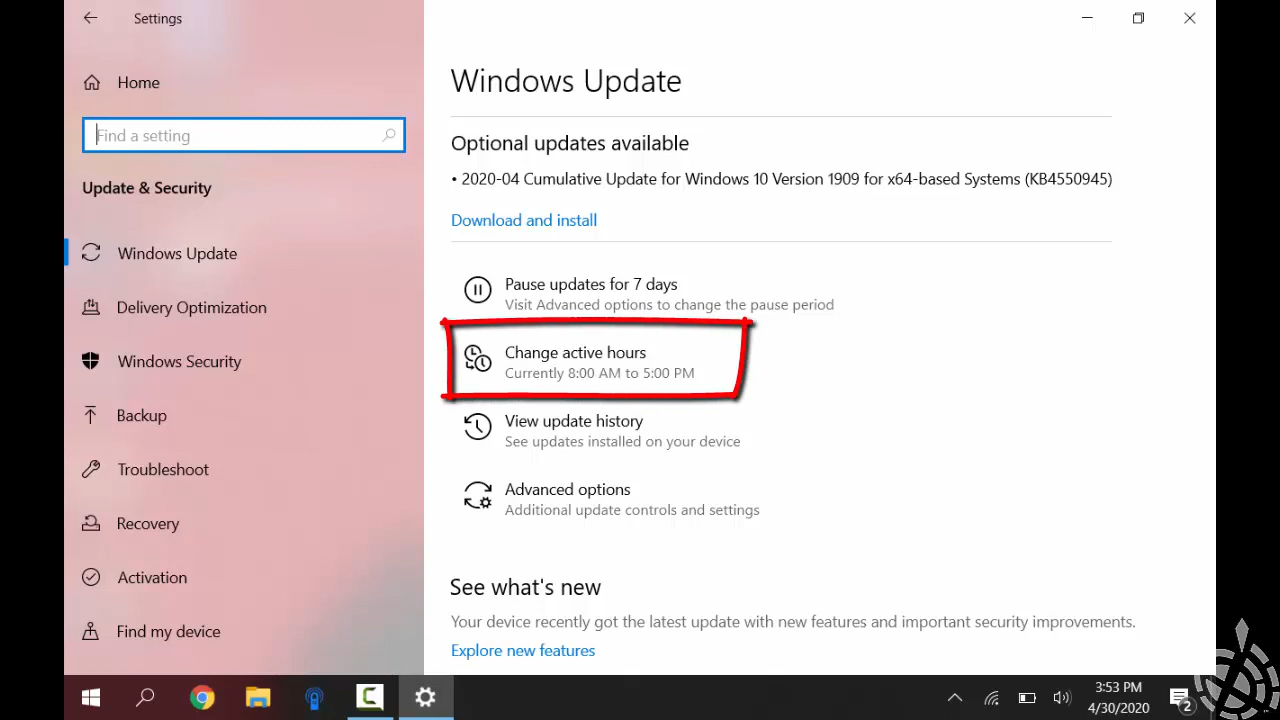 Settings
Home
Find a setting
Update & Security
Windows Update
Delivery Optimization
Windows Security
Backup
Troubleshoot
Recovery
Activation
Find my device
Windows Update
Optional updates available
• 2020-04 Cumulative Update for Windows 10 Version 1909 for x64-based Systems (KB4550945)
Download and install
Pause updates for 7 days
Visit Advanced options to change the pause period
Change active hours
Currently 8:00 AM to 5:00 PM
View update history
See updates installed on your device
Advanced options
Additional update controls and settings
See what's new
Your device recently got the latest update with new features and important security improvements.
Explore new features
3:53 PM
4/30/2020
2